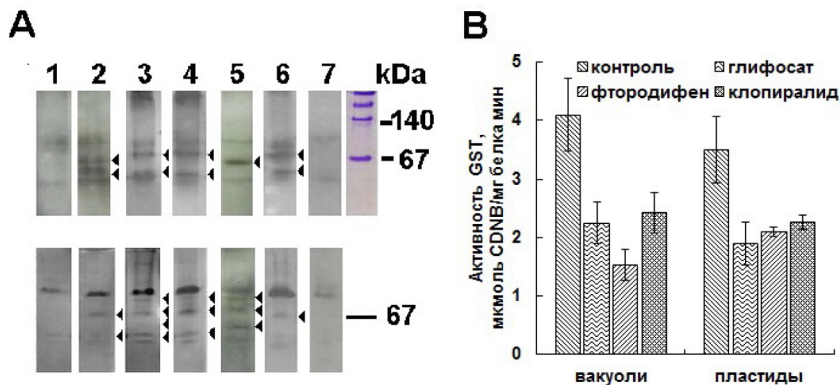 A
1 2 3 4 5 6 7 kDa
-140
- 67
— 67
B
Активность GST,
мкмоль CDNB/мг белка мин
5
4
3
2
1
0
контроль глифосат
фтородифен клопиралид
вакуоли пластиды